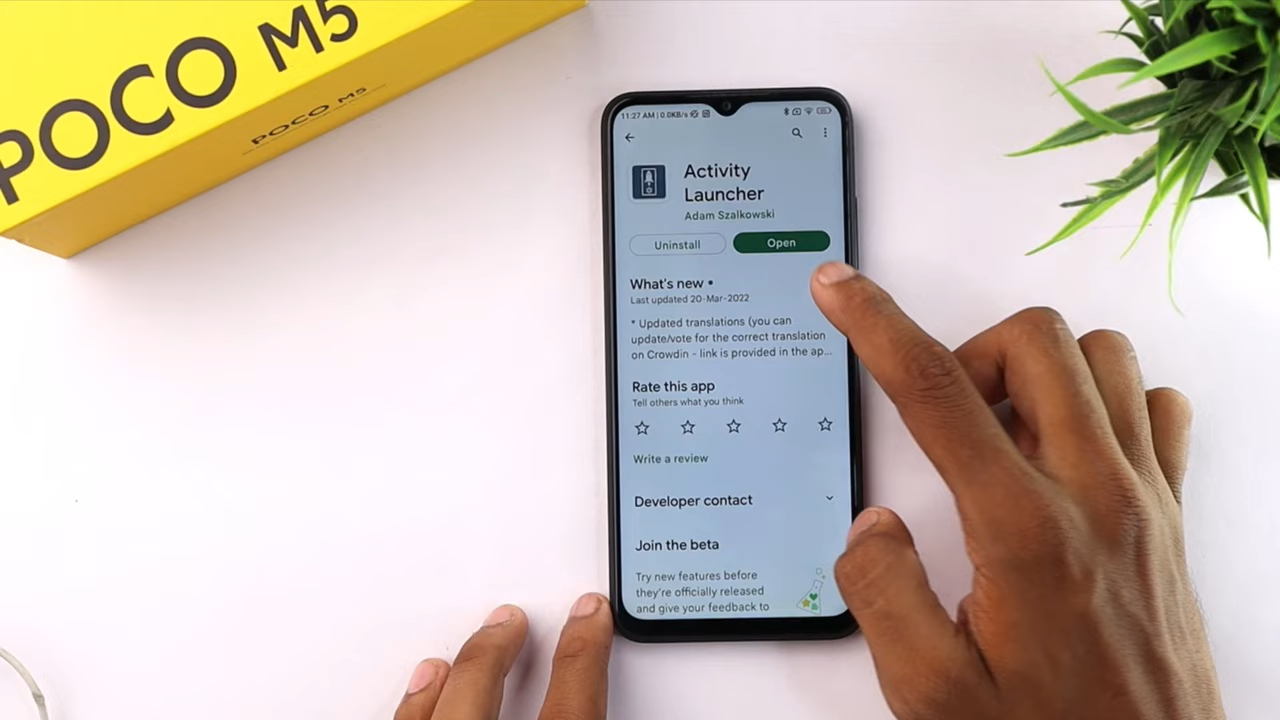 POCO M5
POCO M5
11:27 AM | 0.0KB/s
Activity
Launcher
Adam Szalkowski
Uninstall
Open
What's new •
Last updated 20-Mar-2022
* Updated translations (you can
update/vote for the correct translation
on Crowdin - link is provided in the ap...
Rate this app
Tell others what you think
Write a review
Developer contact
Join the beta
Try new features before
they're officially released
and give your feedback to